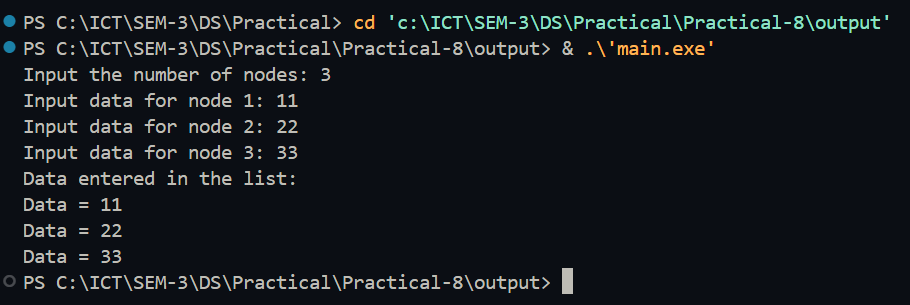 PS C:\ICT\SEM-3\DS\Practical> cd 'c:\ICT\SEM-3\DS\Practical\Practical-8\output'
PS C:\ICT\SEM-3\DS\Practical\Practical-8\output> & .\'main.exe'
Input the number of nodes: 3
Input data for node 1: 11
Input data for node 2: 22
Input data for node 3: 33
Data entered in the list:
Data = 11
Data = 22
Data = 33
PS C:\ICT\SEM-3\DS\Practical\Practical-8\output>